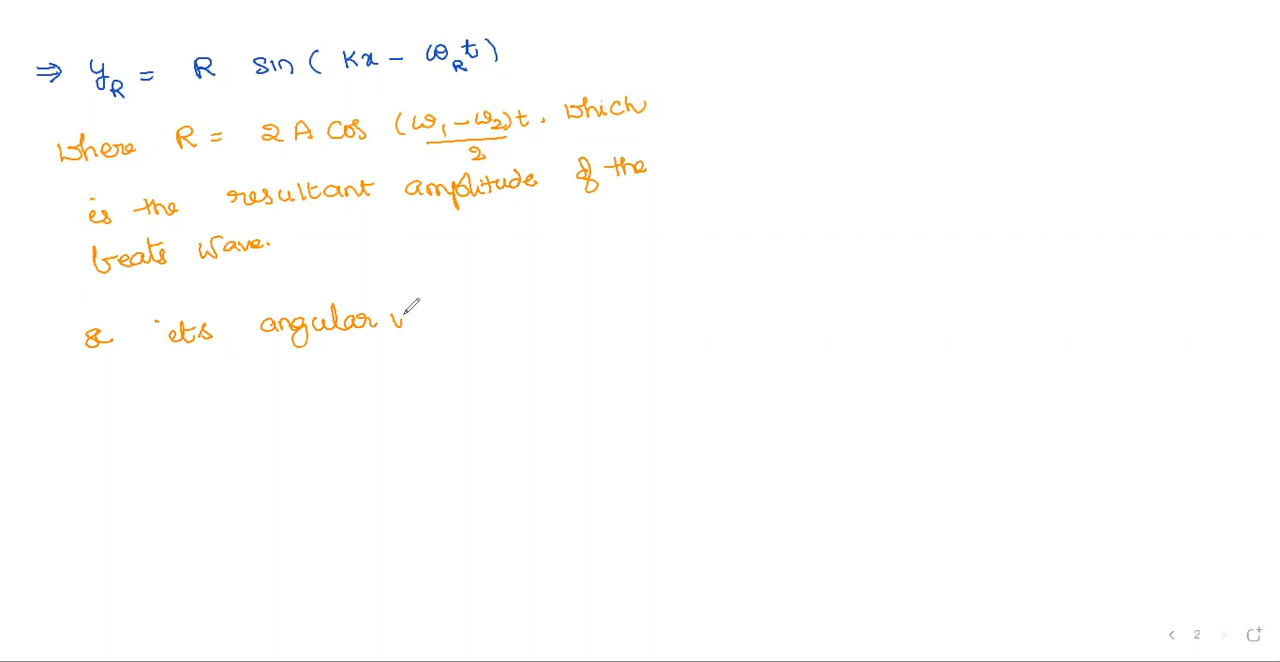 ⇒ y_R = R sin( Kx - ω_R t)
where R = 2 A cos (ω₁ - ω₂)t/2 . which
is the resultant amplitude of the
beats wave.
& its angular
2